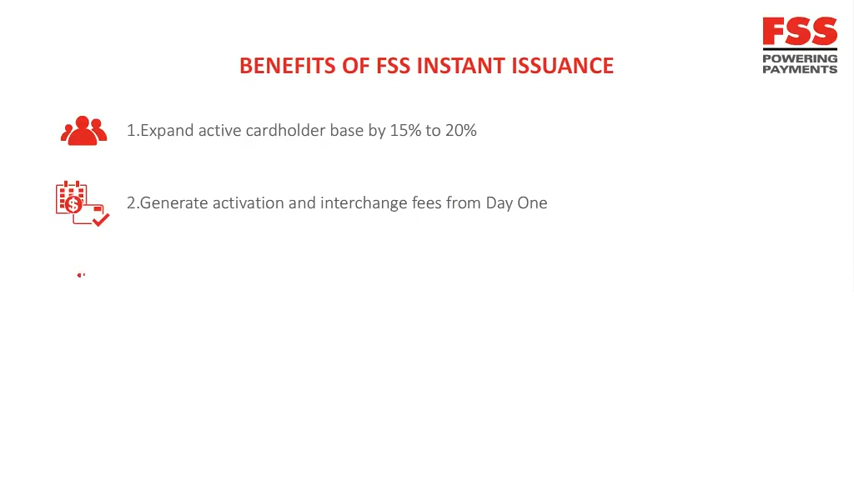 FSS
POWERING
PAYMENTS
BENEFITS OF FSS INSTANT ISSUANCE
1.Expand active cardholder base by 15% to 20%
2.Generate activation and interchange fees from Day One